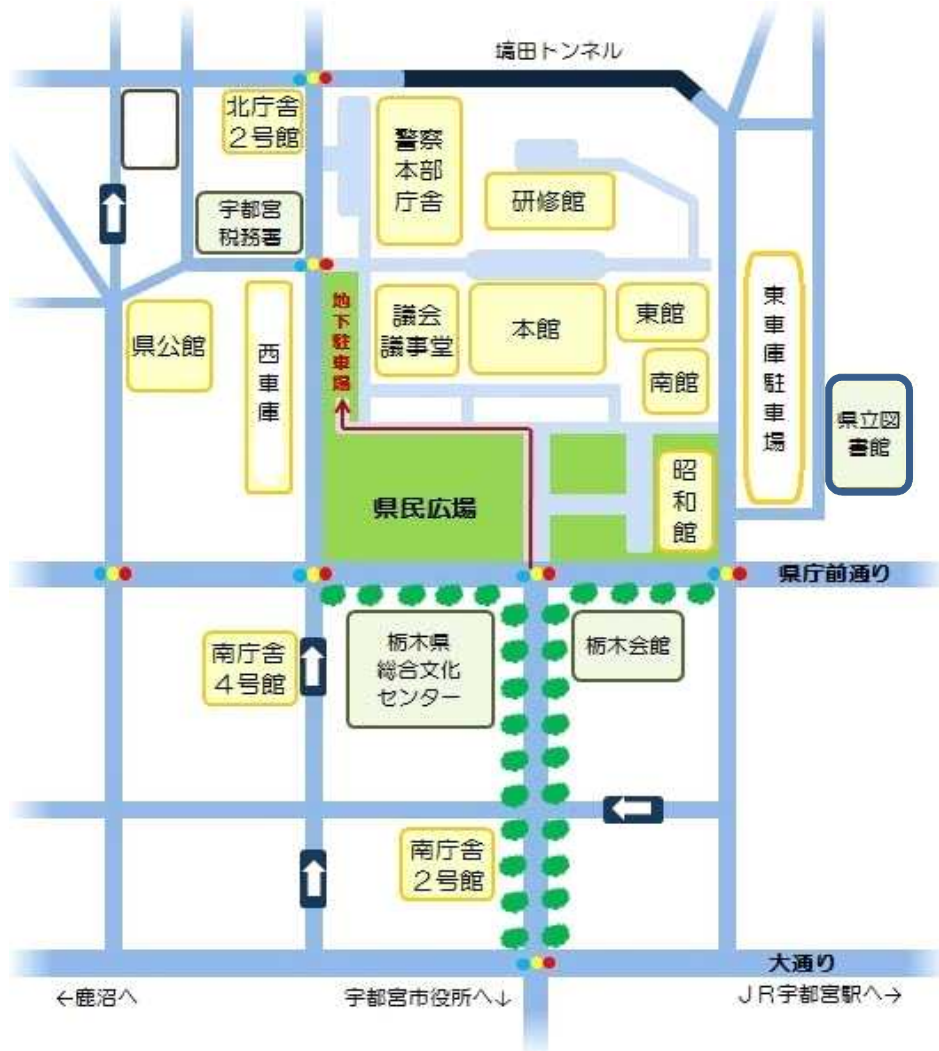 塙田トンネル
北庁舎
２号館
警察
本部
庁舎
研修館
宇都宮
税務署
地下駐車場
議会
議事堂
本館
東館
南館
東車庫駐車場
県公館
西車庫
県立図
書館
昭和館
県民広場
県庁前通り
南庁舎
４号館
栃木県
総合文化
センター
栃木会館
南庁舎
２号館
大通り
←鹿沼へ
宇都宮市役所へ↓
ＪＲ宇都宮駅へ→